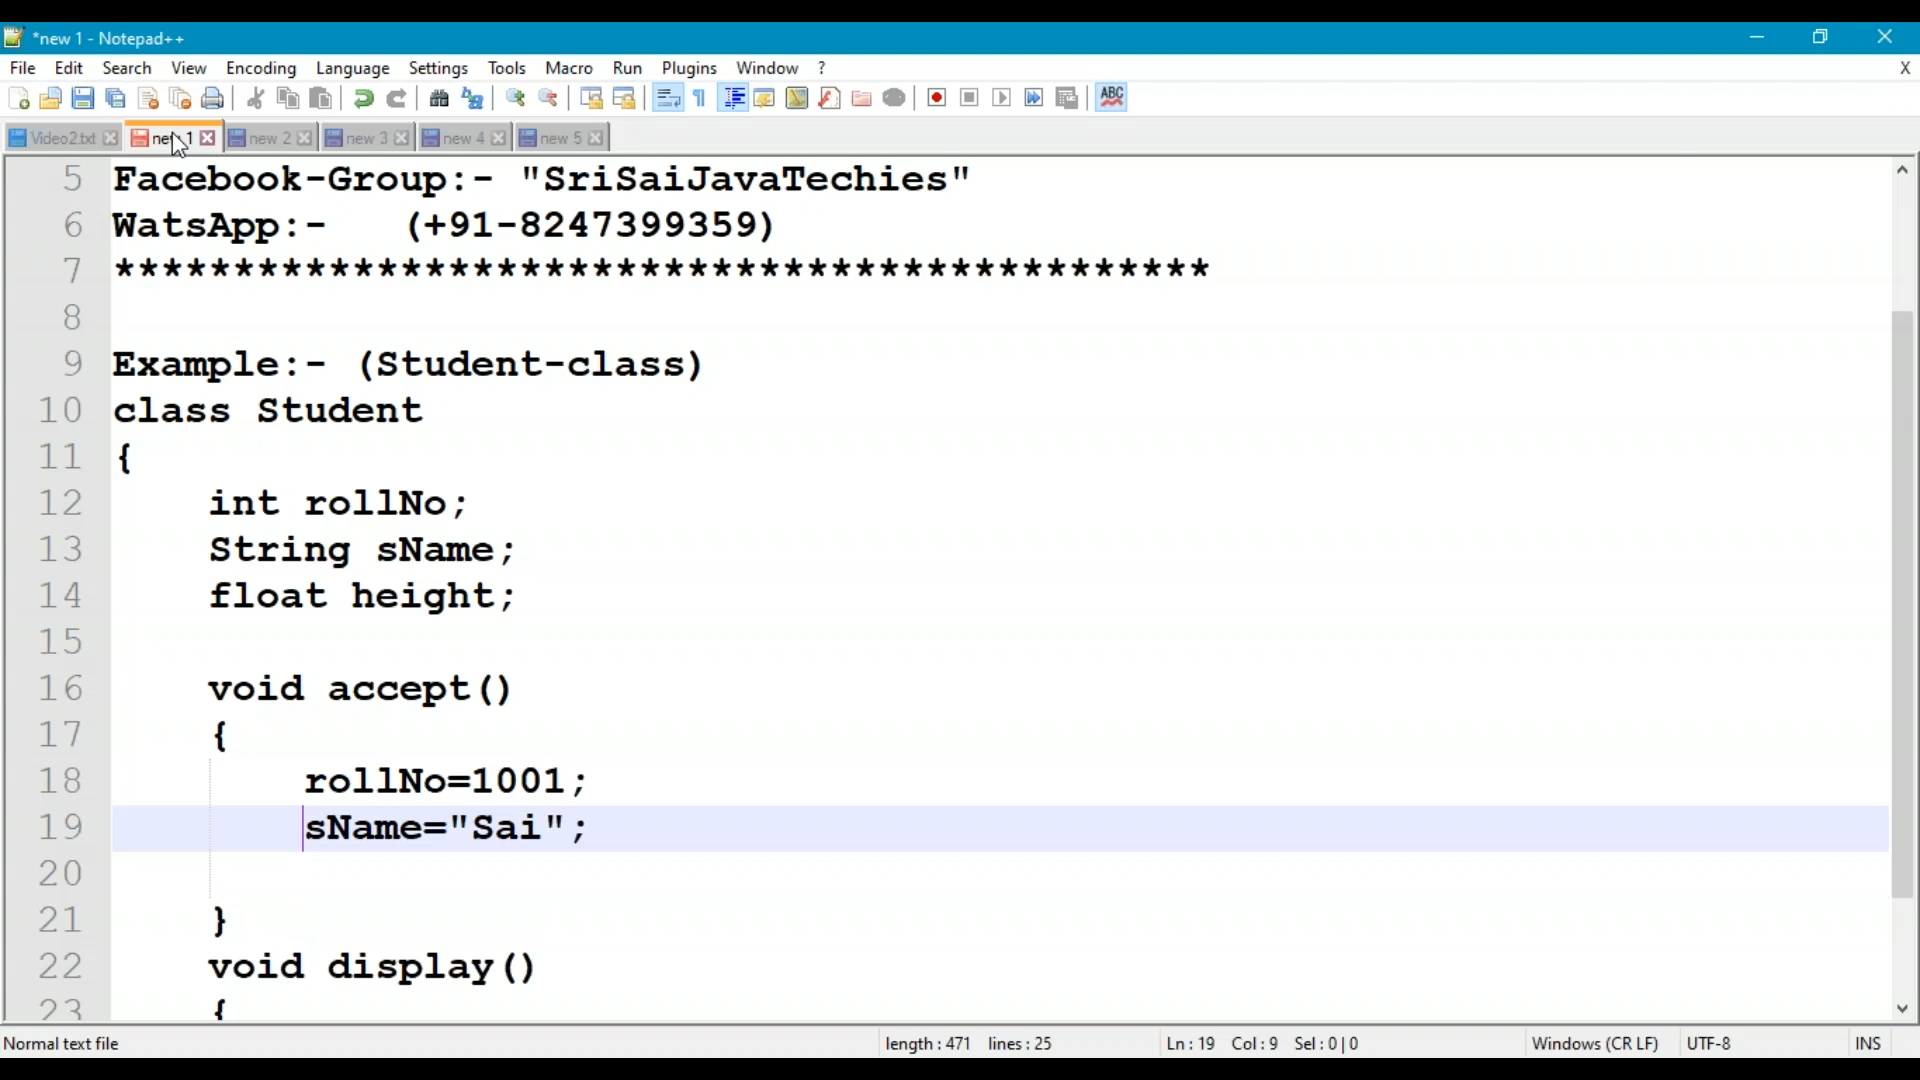 *new 1 - Notepad++
File Edit Search View Encoding Language Settings Tools Macro Run Plugins Window ? X
ABC
Video2.txt new 1 new 2 new 3 new 4 new 5
5 Facebook-Group:- "SriSaiJavaTechies"
6 WatsApp:- (+91-8247399359)
7 **********************************************
8
9 Example:- (Student-class)
10 class Student
11 {
12 int rollNo;
13 String sName;
14 float height;
15
16 void accept()
17 {
18 rollNo=1001;
19 sName="Sai";
20
21 }
22 void display()
23 {
Normal text file length : 471 lines : 25 Ln : 19 Col : 9 Sel : 0 | 0 Windows (CR LF) UTF-8 INS